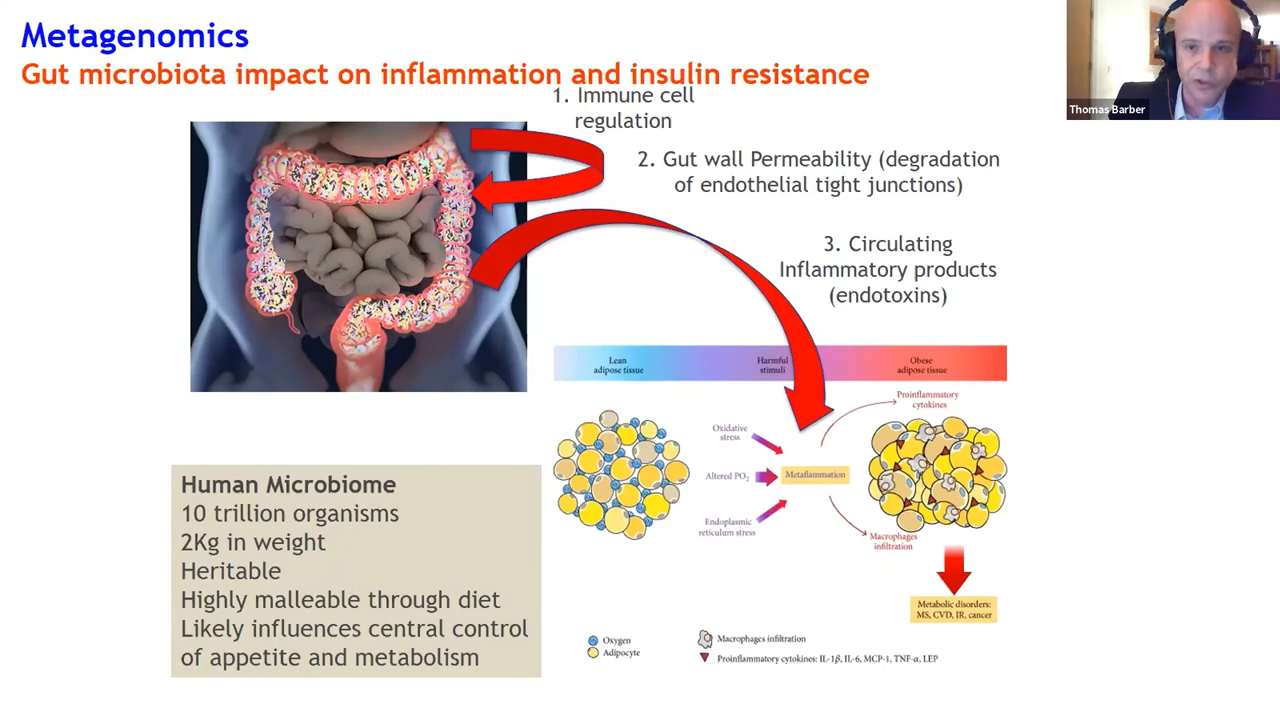 Metagenomics
Gut microbiota impact on inflammation and insulin resistance
Thomas Barber
1. Immune cell
regulation
2. Gut wall Permeability (degradation
of endothelial tight junctions)
3. Circulating
Inflammatory products
(endotoxins)
Lean
adipose tissue
Harmful
stimuli
Obese
adipose tissue
Proinflammatory
cytokines
Oxidative
stress
Altered PO₂
Metaflammation
Endoplasmic
reticulum stress
Macrophages
infiltration
Metabolic disorders:
MS, CVD, IR, cancer
Oxygen
Adipocyte
Macrophages infiltration
Proinflammatory cytokines: IL-1β, IL-6, MCP-1, TNF-α, LEP
Human Microbiome
10 trillion organisms
2Kg in weight
Heritable
Highly malleable through diet
Likely influences central control
of appetite and metabolism